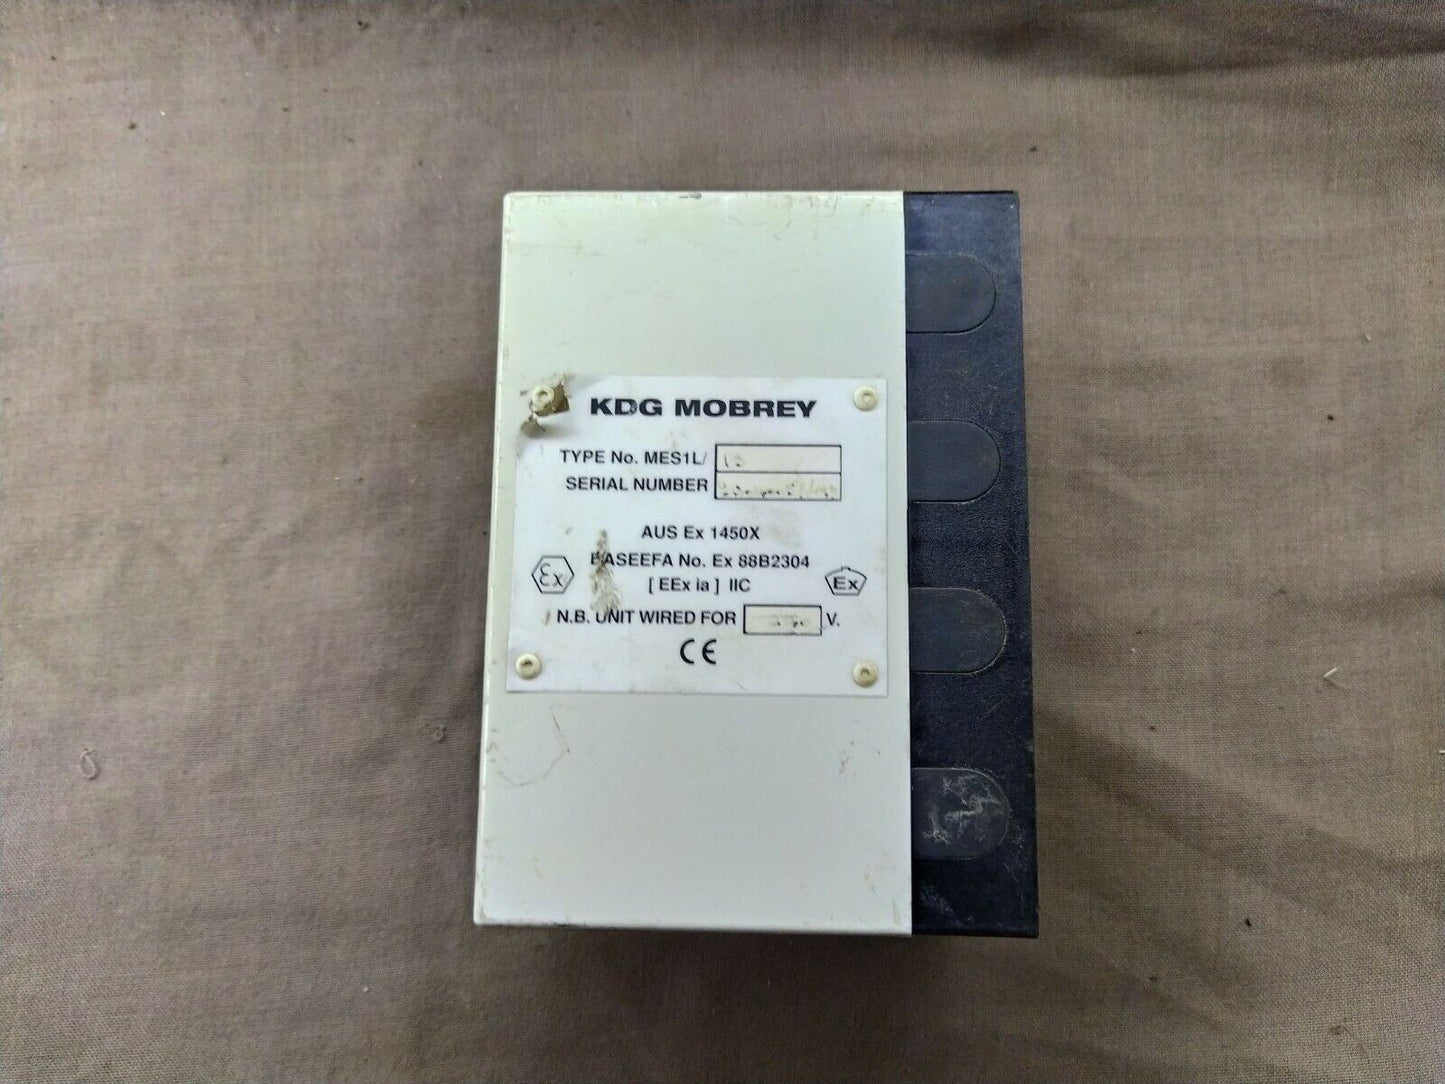 KDG MOBREY
TYPE No. MES1L/
SERIAL NUMBER
AUS Ex 1450X
BASEEFA No. Ex 88B2304
Ex [ EEx ia ] IIC Ex
N.B. UNIT WIRED FOR V.
CE